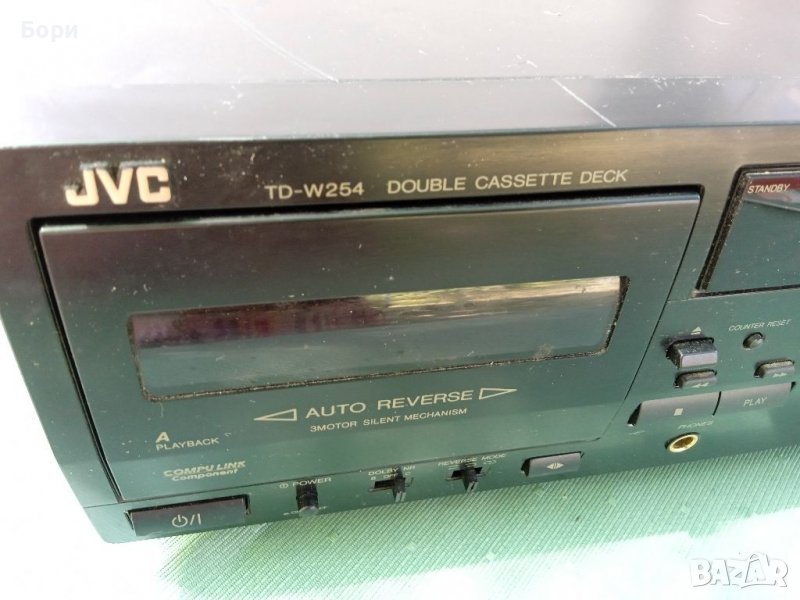 Бори
JVC TD-W254 DOUBLE CASSETTE DECK
STANDBY
COUNTER RESET
AUTO REVERSE
3MOTOR SILENT MECHANISM
PLAY
A
PLAYBACK
PHONES
COMPU LINK
Component
POWER
DOLBY NR
OFF C
REVERSE MODE
BAZAR